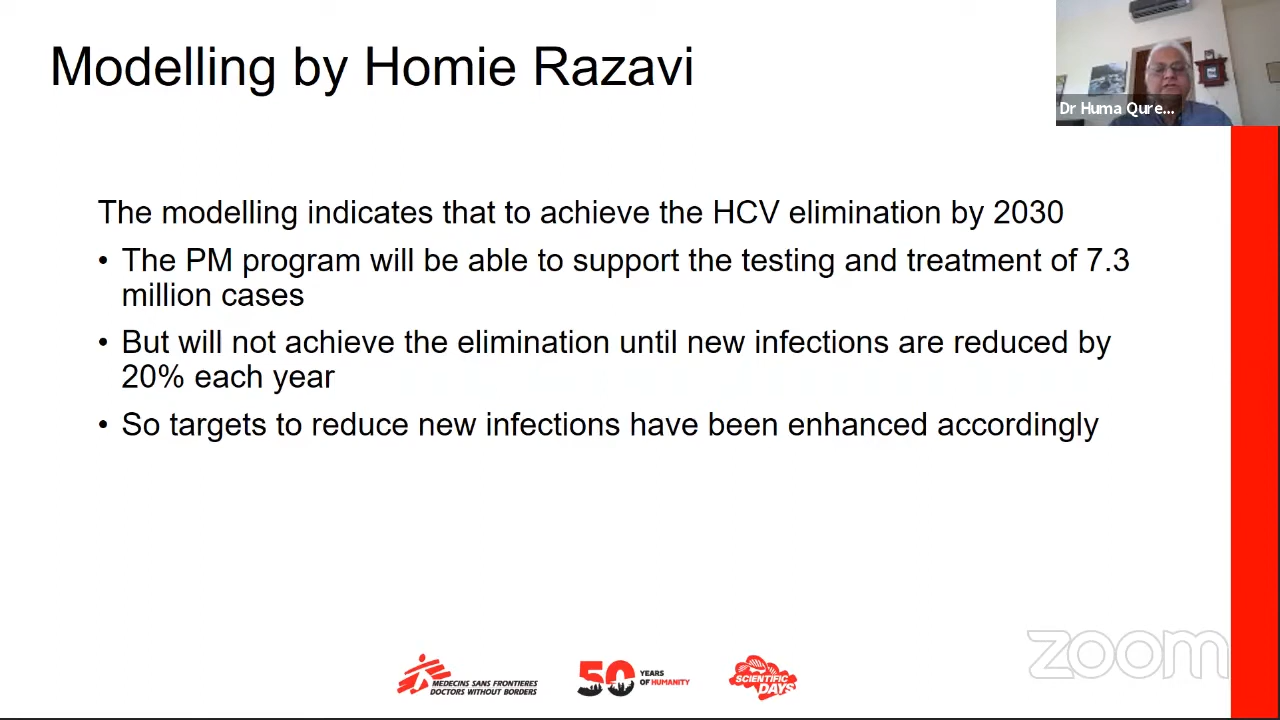 Modelling by Homie Razavi
Dr Huma Qure...
The modelling indicates that to achieve the HCV elimination by 2030
• The PM program will be able to support the testing and treatment of 7.3
million cases
• But will not achieve the elimination until new infections are reduced by
20% each year
• So targets to reduce new infections have been enhanced accordingly
MEDECINS SANS FRONTIERES
DOCTORS WITHOUT BORDERS
50 YEARS
OF HUMANITY
SCIENTIFIC
DAYS
zoom